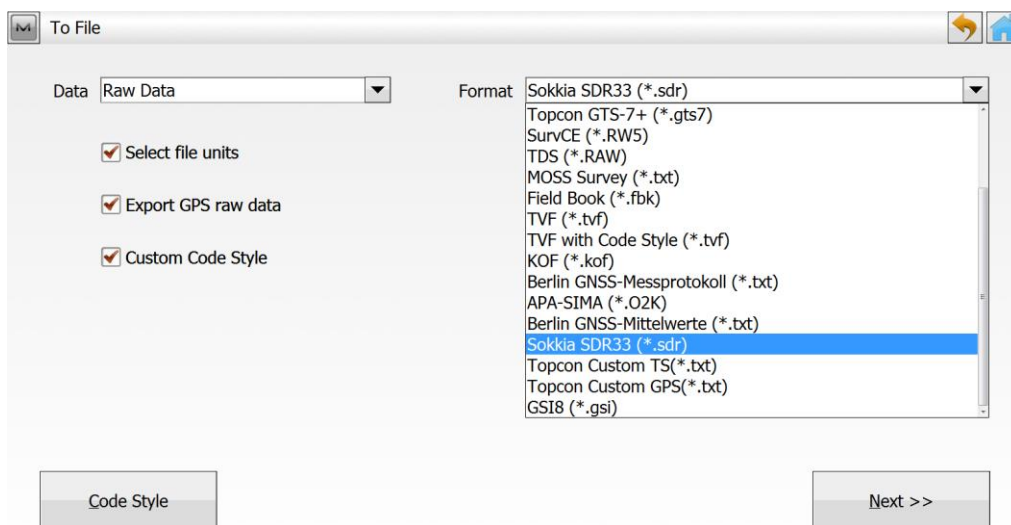 To File
Data Raw Data
Format Sokkia SDR33 (*.sdr)
Select file units
Export GPS raw data
Custom Code Style
Topcon GTS-7+ (*.gts7)
SurvCE (*.RW5)
TDS (*.RAW)
MOSS Survey (*.txt)
Field Book (*.fbk)
TVF (*.tvf)
TVF with Code Style (*.tvf)
KOF (*.kof)
Berlin GNSS-Messprotokoll (*.txt)
APA-SIMA (*.O2K)
Berlin GNSS-Mittelwerte (*.txt)
Sokkia SDR33 (*.sdr)
Topcon Custom TS(*.txt)
Topcon Custom GPS(*.txt)
GSI8 (*.gsi)
Code Style
Next >>